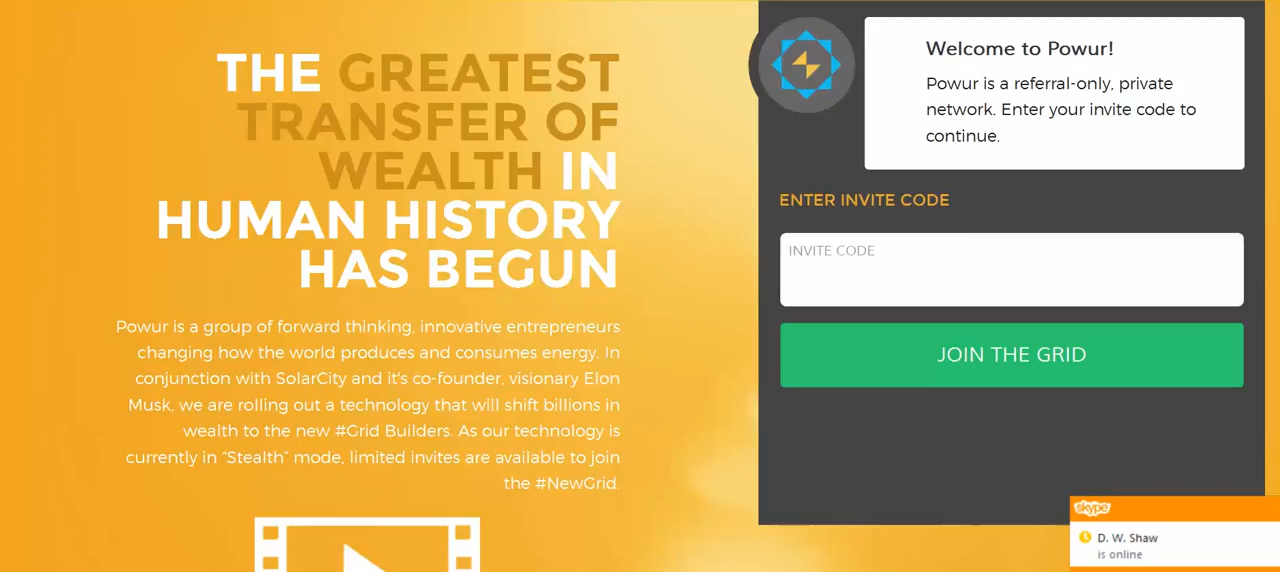 THE GREATEST
TRANSFER OF
WEALTH IN
HUMAN HISTORY
HAS BEGUN
Powur is a group of forward thinking, innovative entrepreneurs
changing how the world produces and consumes energy. In
conjunction with SolarCity and it's co-founder, visionary Elon
Musk, we are rolling out a technology that will shift billions in
wealth to the new #Grid Builders. As our technology is
currently in “Stealth” mode, limited invites are available to join
the #NewGrid.
Welcome to Powur!
Powur is a referral-only, private
network. Enter your invite code to
continue.
ENTER INVITE CODE
INVITE CODE
JOIN THE GRID
skype
D. W. Shaw
is online